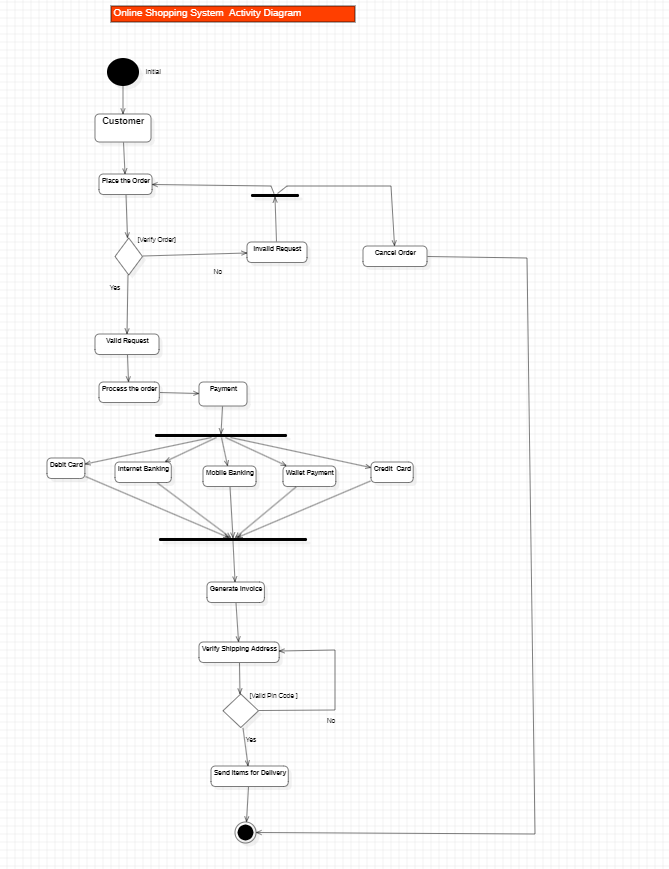 Online Shopping System  Activity Diagram
Initial
Customer
Place the Order
[Verify Order]
Invalid Request
Cancel Order
No
Yes
Valid Request
Process the order
Payment
Debit Card
Internet Banking
Mobile Banking
Wallet Payment
Credit  Card
Generate Invoice
Verify Shipping Address
[Valid Pin Code ]
No
Yes
Send Items for Delivery